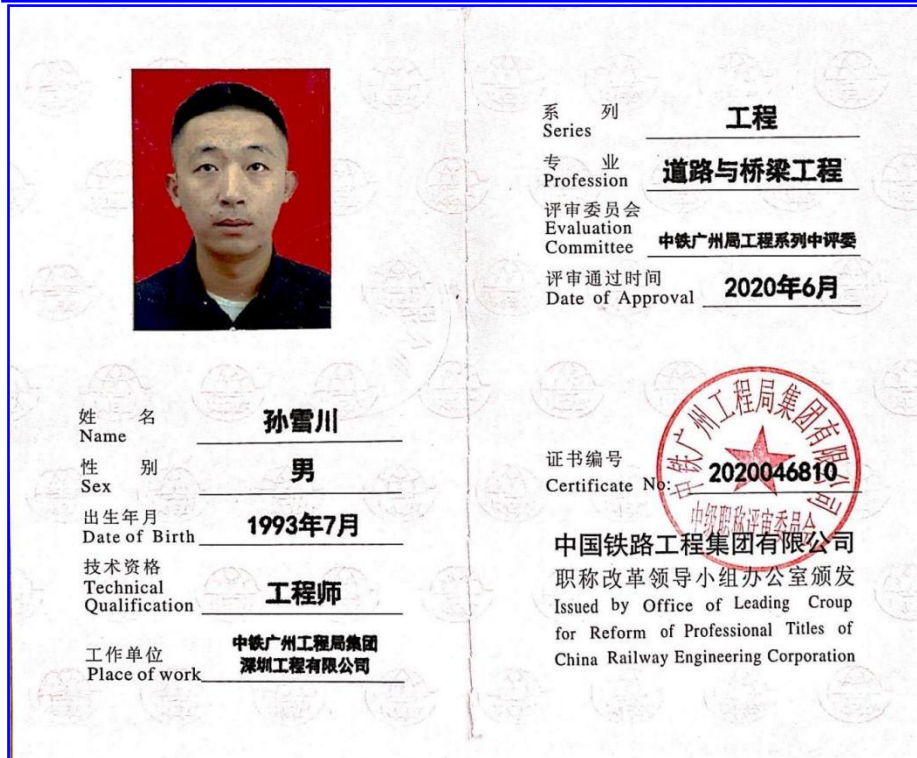 姓 名
Name
孙雪川
性 别
Sex
男
出生年月
Date of Birth
1993年7月
技术资格
Technical
Qualification
工程师
工作单位
Place of work
中铁广州工程局集团
深圳工程有限公司
系 列
Series
工程
专 业
Profession
道路与桥梁工程
评审委员会
Evaluation
Committee
中铁广州局工程系列中评委
评审通过时间
Date of Approval
2020年6月
中铁广州工程局集团有限公司
中级职称评审委员会
证书编号
Certificate No:
2020046810
中国铁路工程集团有限公司
职称改革领导小组办公室颁发
Issued by Office of Leading Croup
for Reform of Professional Titles of
China Railway Engineering Corporation